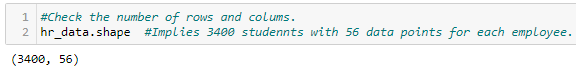 1 #Check the number of rows and colums.
2 hr_data.shape #Implies 3400 studennts with 56 data points for each employee.
(3400, 56)